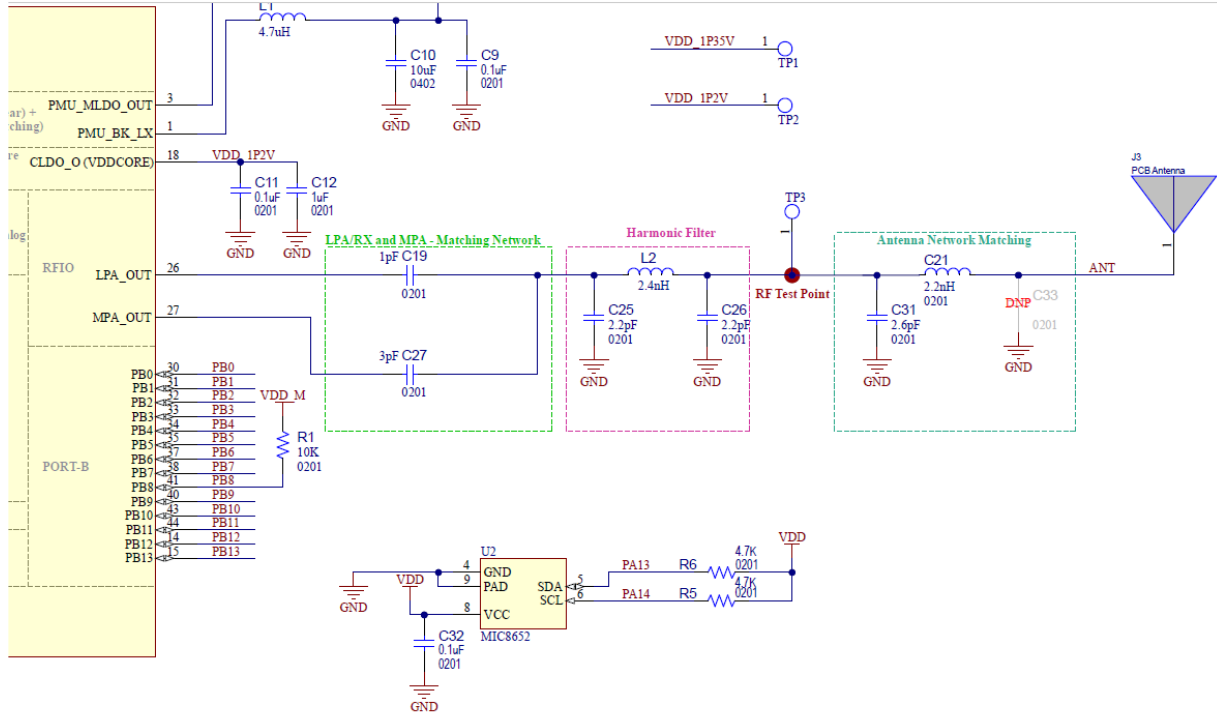 L1
4.7uH
C10
10uF
0402
GND
C9
0.1uF
0201
GND
VDD_1P35V
1
TP1
VDD_1P2V
1
TP2
PMU_MLDO_OUT
3
PMU_BK_LX
1
ar) +
ching)
re
CLDO_O (VDDCORE)
18
VDD_1P2V
C11
0.1uF
0201
GND
C12
1uF
0201
GND
log
RFIO
LPA_OUT
26
MPA_OUT
27
LPA/RX and MPA - Matching Network
1pF C19
0201
3pF C27
0201
Harmonic Filter
L2
2.4nH
C25
2.2pF
0201
GND
C26
2.2pF
0201
GND
TP3
1
RF Test Point
Antenna Network Matching
C21
2.2nH
0201
C31
2.6pF
0201
GND
DNP
C33
0201
GND
ANT
J3
PCB Antenna
1
PORT-B
PB0 30 PB0
PB1 31 PB1
PB2 32 PB2
PB3 33 PB3
PB4 34 PB4
PB5 35 PB5
PB6 37 PB6
PB7 38 PB7
PB8 41 PB8
PB9 40 PB9
PB10 43 PB10
PB11 44 PB11
PB12 14 PB12
PB13 15 PB13
VDD_M
R1
10K
0201
U2
4 GND
9 PAD
8 VCC
SDA 5
SCL 6
MIC8652
GND
VDD
C32
0.1uF
0201
GND
PA13
R6
4.7K
0201
PA14
R5
4.7K
0201
VDD